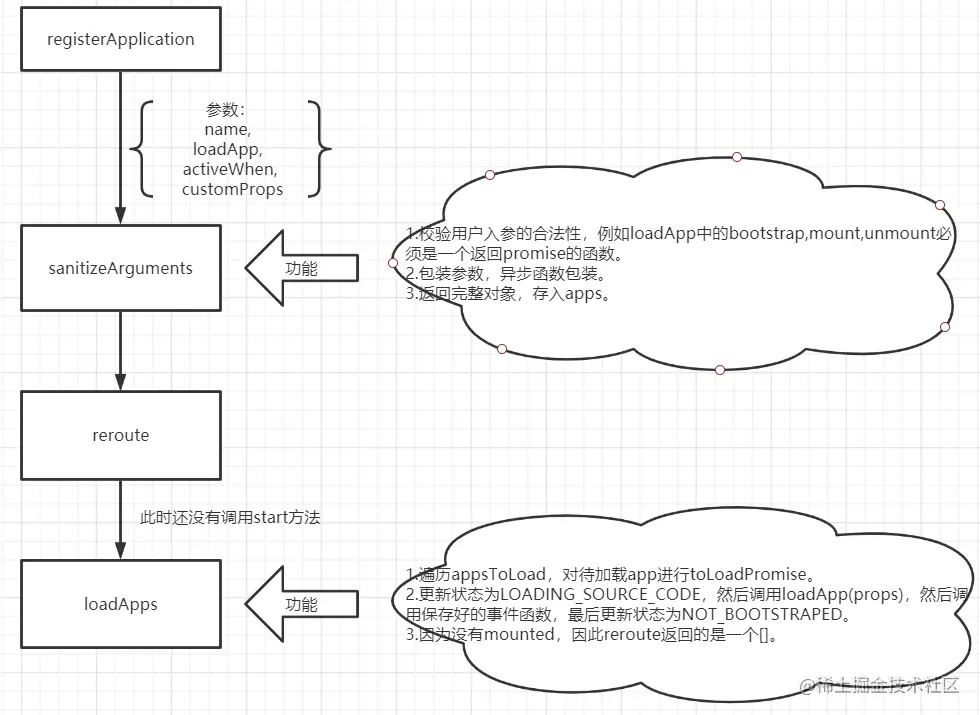 registerApplication
参数：
name,
loadApp,
activeWhen,
customProps
sanitizeArguments
功能
1.校验用户入参的合法性，例如loadApp中的bootstrap,mount,unmount必
须是一个返回promise的函数。
2.包装参数，异步函数包装。
3.返回完整对象，存入apps。
reroute
此时还没有调用start方法
loadApps
功能
1.遍历appsToLoad，对待加载app进行toLoadPromise。
2.更新状态为LOADING_SOURCE_CODE，然后调用loadApp(props)，然后调
用保存好的事件函数，最后更新状态为NOT_BOOTSTRAPED。
3.因为没有mounted，因此reroute返回的是一个[]。
@稀土掘金技术社区